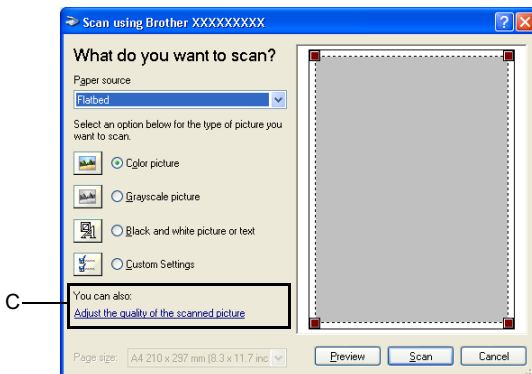 Scan using Brother XXXXXXXXX
What do you want to scan?
Paper source
Flatbed
Select an option below for the type of picture you
want to scan.
Color picture
Grayscale picture
Black and white picture or text
Custom Settings
C
You can also:
Adjust the quality of the scanned picture
Page size: A4 210 x 297 mm (8.3 x 11.7 inc
Preview Scan Cancel